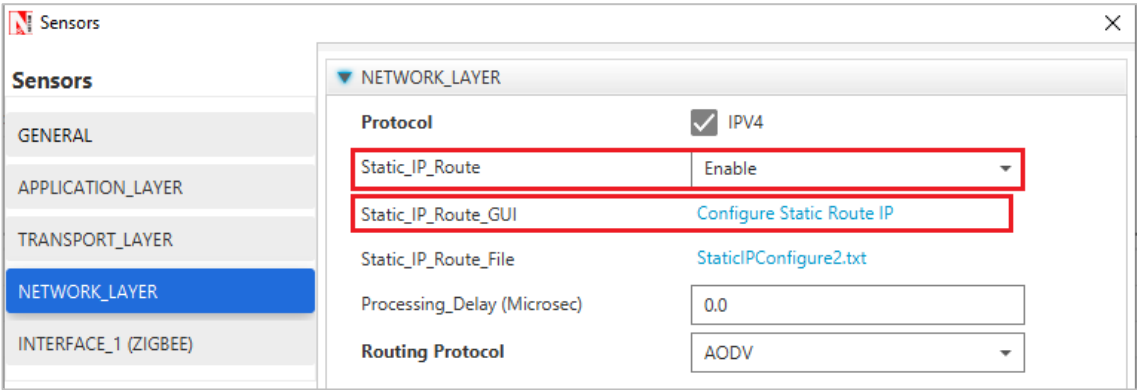 Sensors
Sensors
GENERAL
APPLICATION_LAYER
TRANSPORT_LAYER
NETWORK_LAYER
INTERFACE_1 (ZIGBEE)
NETWORK_LAYER
Protocol IPV4
Static_IP_Route Enable
Static_IP_Route_GUI Configure Static Route IP
Static_IP_Route_File StaticIPConfigure2.txt
Processing_Delay (Microsec) 0.0
Routing Protocol AODV